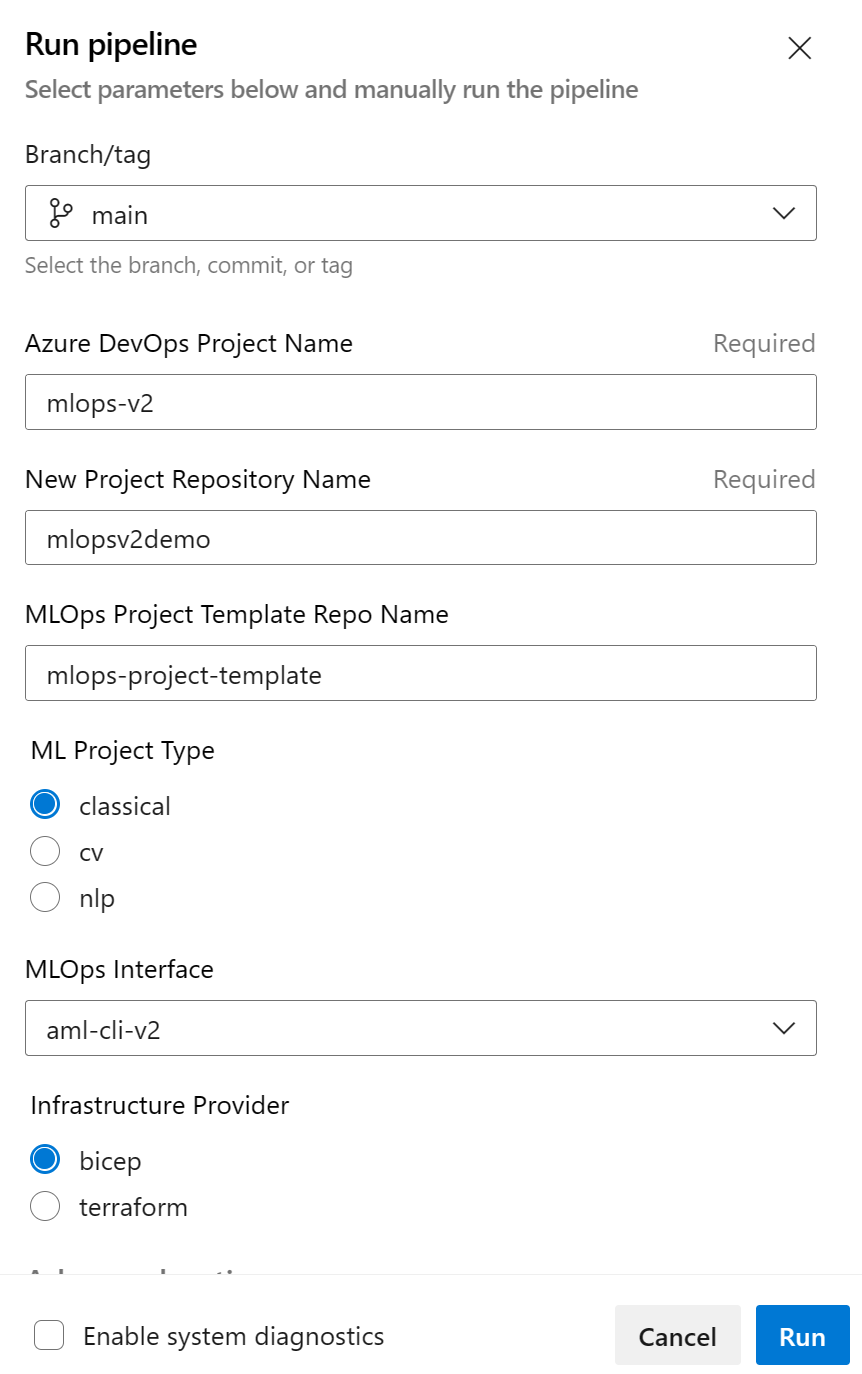 Run pipeline
Select parameters below and manually run the pipeline
Branch/tag
main
Select the branch, commit, or tag
Azure DevOps Project Name Required
mlops-v2
New Project Repository Name Required
mlopsv2demo
MLOps Project Template Repo Name
mlops-project-template
ML Project Type
classical
cv
nlp
MLOps Interface
aml-cli-v2
Infrastructure Provider
bicep
terraform
Enable system diagnostics Cancel Run